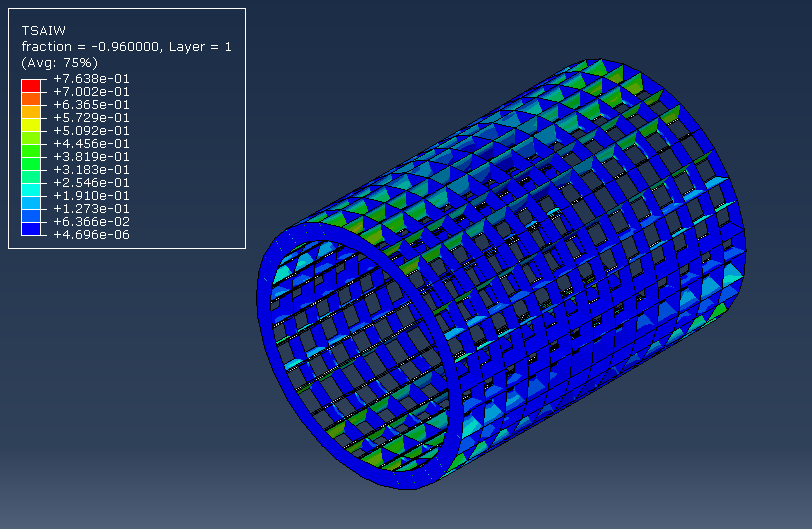 TSAIW
fraction = -0.960000, Layer = 1
(Avg: 75%)
+7.638e-01
+7.002e-01
+6.365e-01
+5.729e-01
+5.092e-01
+4.456e-01
+3.819e-01
+3.183e-01
+2.546e-01
+1.910e-01
+1.273e-01
+6.366e-02
+4.696e-06